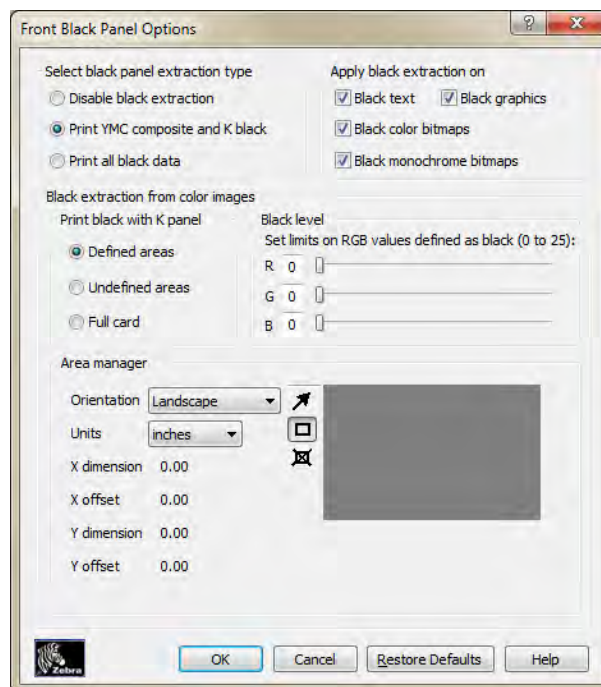 Front Black Panel Options
Select black panel extraction type
Disable black extraction
Print YMC composite and K black
Print all black data
Apply black extraction on
Black text Black graphics
Black color bitmaps
Black monochrome bitmaps
Black extraction from color images
Print black with K panel
Defined areas
Undefined areas
Full card
Black level
Set limits on RGB values defined as black (0 to 25):
R 0
G 0
B 0
Area manager
Orientation Landscape
Units inches
X dimension 0.00
X offset 0.00
Y dimension 0.00
Y offset 0.00
Zebra
OK Cancel Restore Defaults Help